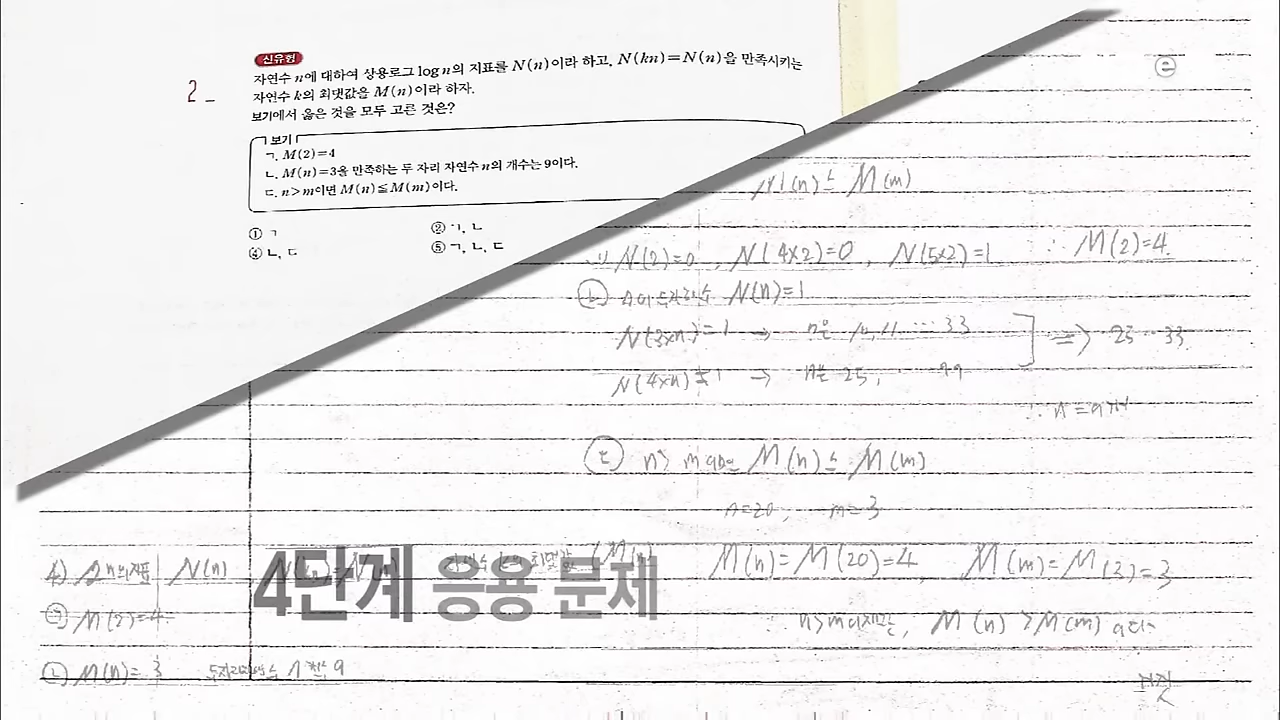 신유형
2 _
자연수 n에 대하여 상용로그 log n의 지표를 N(n)이라 하고, N(kn)=N(n)을 만족시키는
자연수 k의 최댓값을 M(n)이라 하자.
보기에서 옳은 것을 모두 고른 것은?
보기
ㄱ. M(2)=4
ㄴ. M(n)=3을 만족하는 두 자리 자연수 n의 개수는 9이다.
ㄷ. n>m이면 M(n)≦M(m)이다.
① ㄱ ② ㄱ, ㄴ
④ ㄴ, ㄷ ⑤ ㄱ, ㄴ, ㄷ
ⓔ
M(n)≤ M(m)
N(2)=0, N(4×2)=0, N(5×2)=1 ∴ M(2)=4.
ⓛ N(n)=1
N(3×n)=1 → n은 10, 11 ... 33 ⇒ 25 ... 33
N(4×n)≠1 → n은 25, ... 99
ⓒ n> m M(n)≤ M(m)
n=20, m=3
M(n)=M(20)=4, M(m)=M(3)=3
n>m 이지만, M(n) >M(m) 이다
4단계 응용 문제
N(n)
㉠ M(2)=4
㉡ M(n)=3 9